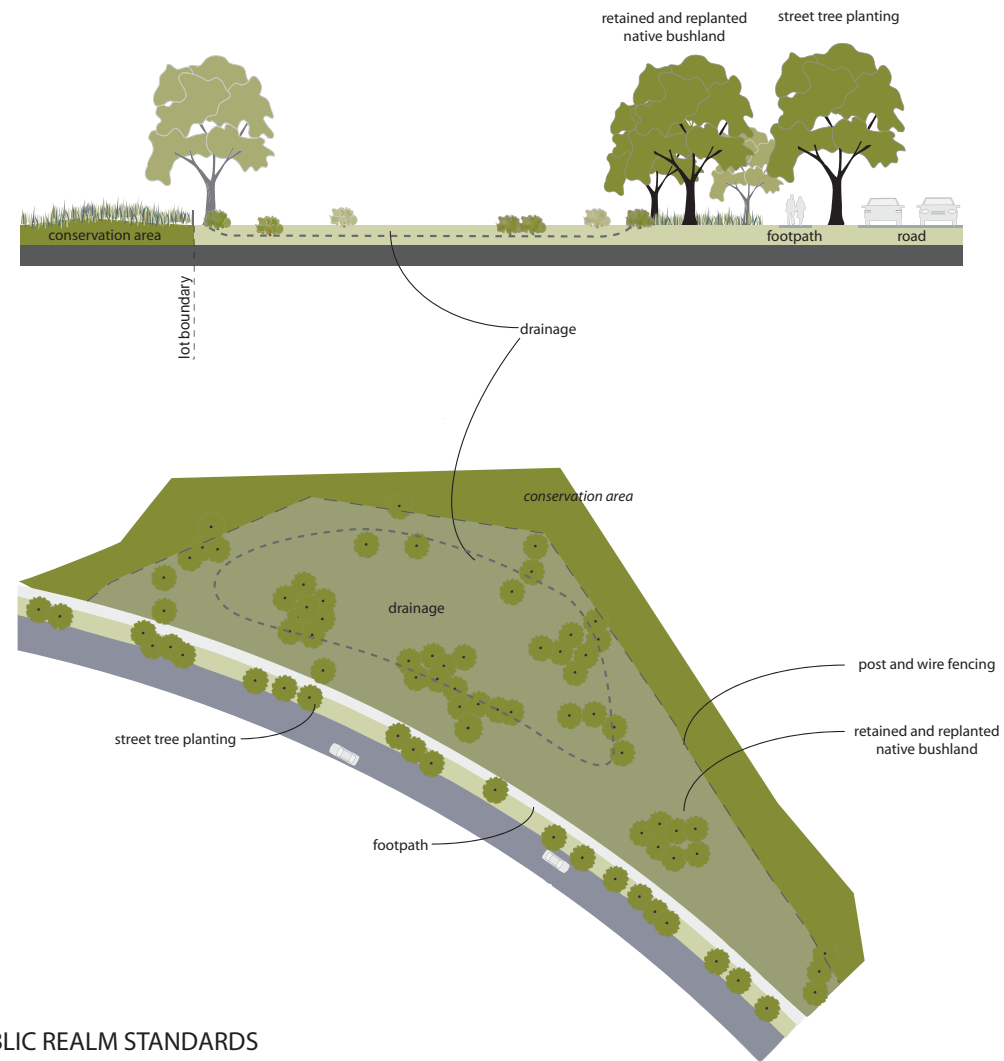 retained and replanted
native bushland
street tree planting
conservation area
footpath
road
lot boundary
drainage
conservation area
drainage
post and wire fencing
street tree planting
retained and replanted
native bushland
footpath
BLIC REALM STANDARDS